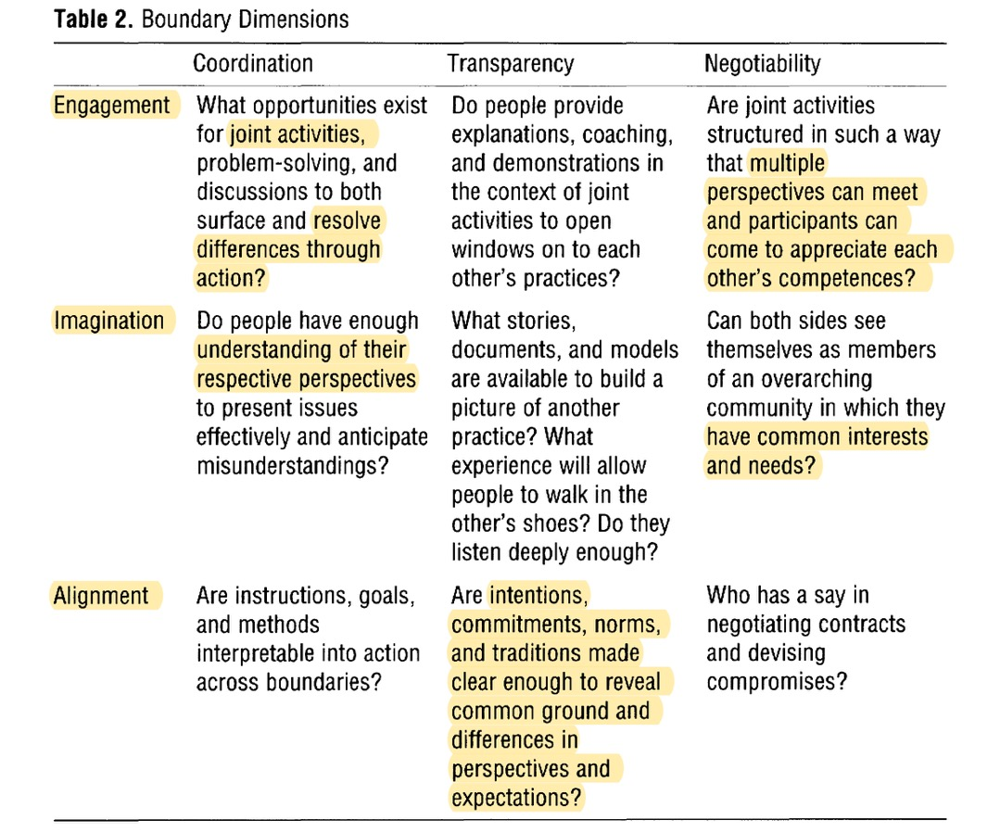 Table 2. Boundary Dimensions
Coordination Transparency Negotiability
Engagement What opportunities exist Do people provide Are joint activities
for joint activities, explanations, coaching, structured in such a way
problem-solving, and and demonstrations in that multiple
discussions to both the context of joint perspectives can meet
surface and resolve activities to open and participants can
differences through windows on to each come to appreciate each
action? other's practices? other's competences?
Imagination Do people have enough What stories, Can both sides see
understanding of their documents, and models themselves as members
respective perspectives are available to build a of an overarching
to present issues picture of another community in which they
effectively and anticipate practice? What have common interests
misunderstandings? experience will allow and needs?
people to walk in the
other's shoes? Do they
listen deeply enough?
Alignment Are instructions, goals, Are intentions, Who has a say in
and methods commitments, norms, negotiating contracts
interpretable into action and traditions made and devising
across boundaries? clear enough to reveal compromises?
common ground and
differences in
perspectives and
expectations?